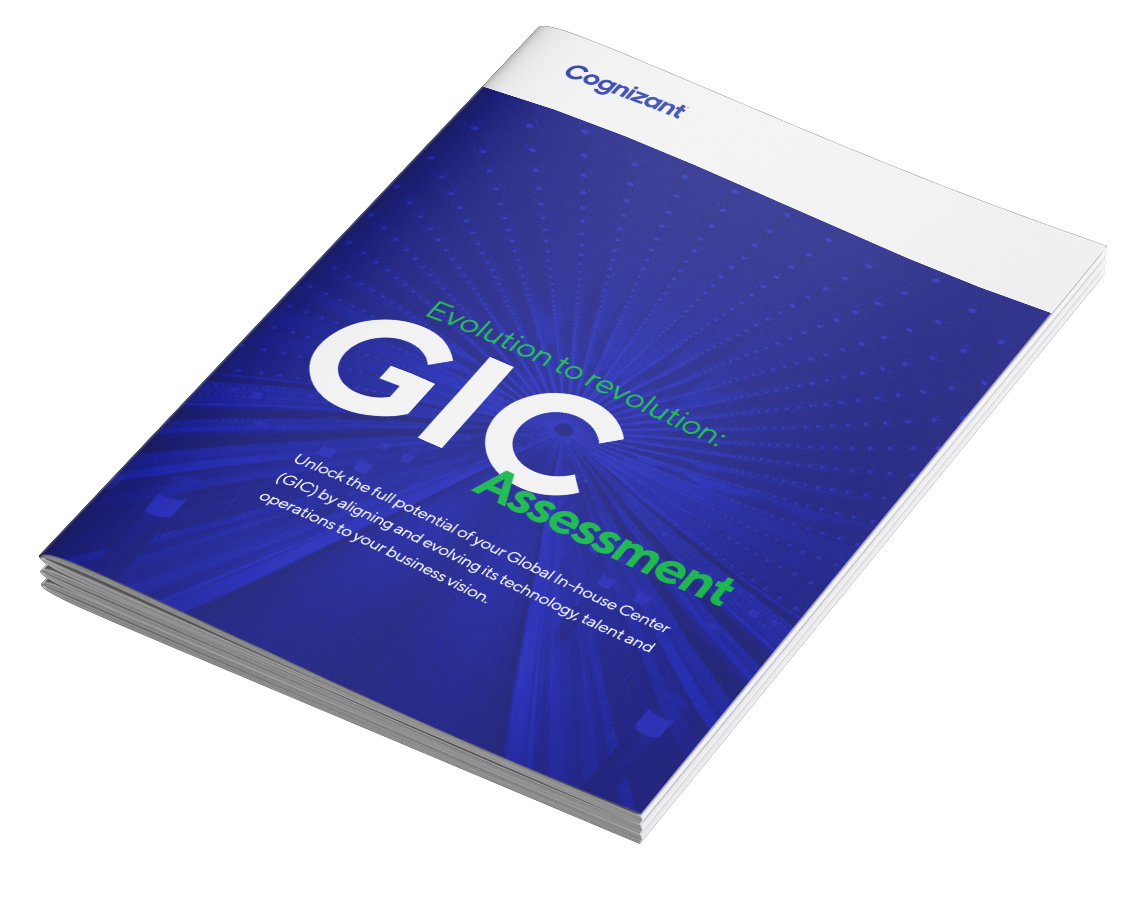 Cognizant
Evolution to revolution:
GIC
Assessment
Unlock the full potential of your Global In-house Center
(GIC) by aligning and evolving its technology, talent and
operations to your business vision.